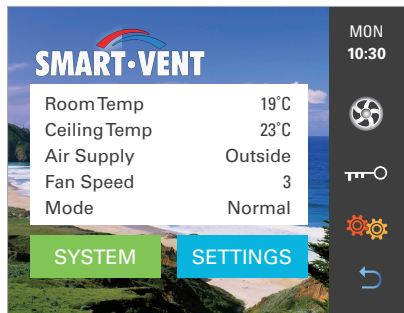 MON
10:30
SMART·VENT
Room Temp 19˚C
Ceiling Temp 23˚C
Air Supply Outside
Fan Speed 3
Mode Normal
SYSTEM SETTINGS